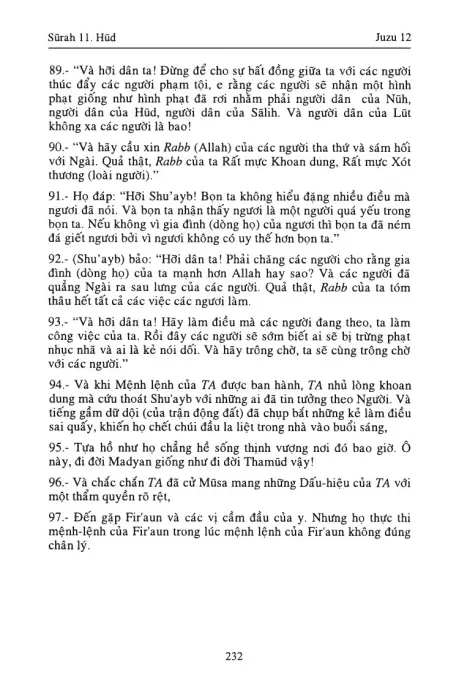 Sūrah 11. Hūd Juzu 12
89.- “Và hỡi dân ta! Đừng để cho sự bất đồng giữa ta với các người
thúc đẩy các người phạm tội, e rằng các người sẽ nhận một hình
phạt giống như hình phạt đã rơi nhằm phải người dân của Nūh,
người dân của Hūd, người dân của Sālih. Và người dân của Lūt
không xa các người là bao!
90.- “Và hãy cầu xin Rabb (Allah) của các người tha thứ và sám hối
với Ngài. Quả thật, Rabb của ta Rất mực Khoan dung, Rất mực Xót
thương (loài người).”
91.- Họ đáp: “Hỡi Shu’ayb! Bọn ta không hiểu đặng nhiều điều mà
ngươi đã nói. Và bọn ta nhận thấy ngươi là một người quá yếu trong
bọn ta. Nếu không vì gia đình (dòng họ) của ngươi thì bọn ta đã ném
đá giết ngươi bởi vì ngươi không có uy thế hơn bọn ta.”
92.- (Shu’ayb) bảo: “Hỡi dân ta! Phải chăng các người cho rằng gia
đình (dòng họ) của ta mạnh hơn Allah hay sao? Và các người đã
quẳng Ngài ra sau lưng của các người. Quả thật, Rabb của ta tóm
thâu hết tất cả các việc các ngươi làm.
93.- “Và hỡi dân ta! Hãy làm điều mà các người đang theo, ta làm
công việc của ta. Rồi đây các người sẽ sớm biết ai sẽ bị trừng phạt
nhục nhã và ai là kẻ nói dối. Và hãy trông chờ, ta sẽ cùng trông chờ
với các người.”
94.- Và khi Mệnh lệnh của TA được ban hành, TA nhủ lòng khoan
dung mà cứu thoát Shu'ayb với những ai đã tin tưởng theo Người. Và
tiếng gầm dữ dội (của trận động đất) đã chụp bắt những kẻ làm điều
sai quấy, khiến họ chết chúi đầu la liệt trong nhà vào buổi sáng,
95.- Tựa hồ như họ chẳng hề sống thịnh vượng nơi đó bao giờ. Ô
này, đi đời Madyan giống như đi đời Thamūd vậy!
96.- Và chắc chắn TA đã cử Mūsa mang những Dấu-hiệu của TA với
một thẩm quyền rõ rệt,
97.- Đến gặp Fir'aun và các vị cầm đầu của y. Nhưng họ thực thi
mệnh-lệnh của Fir'aun trong lúc mệnh lệnh của Fir'aun không đúng
chân lý.
232